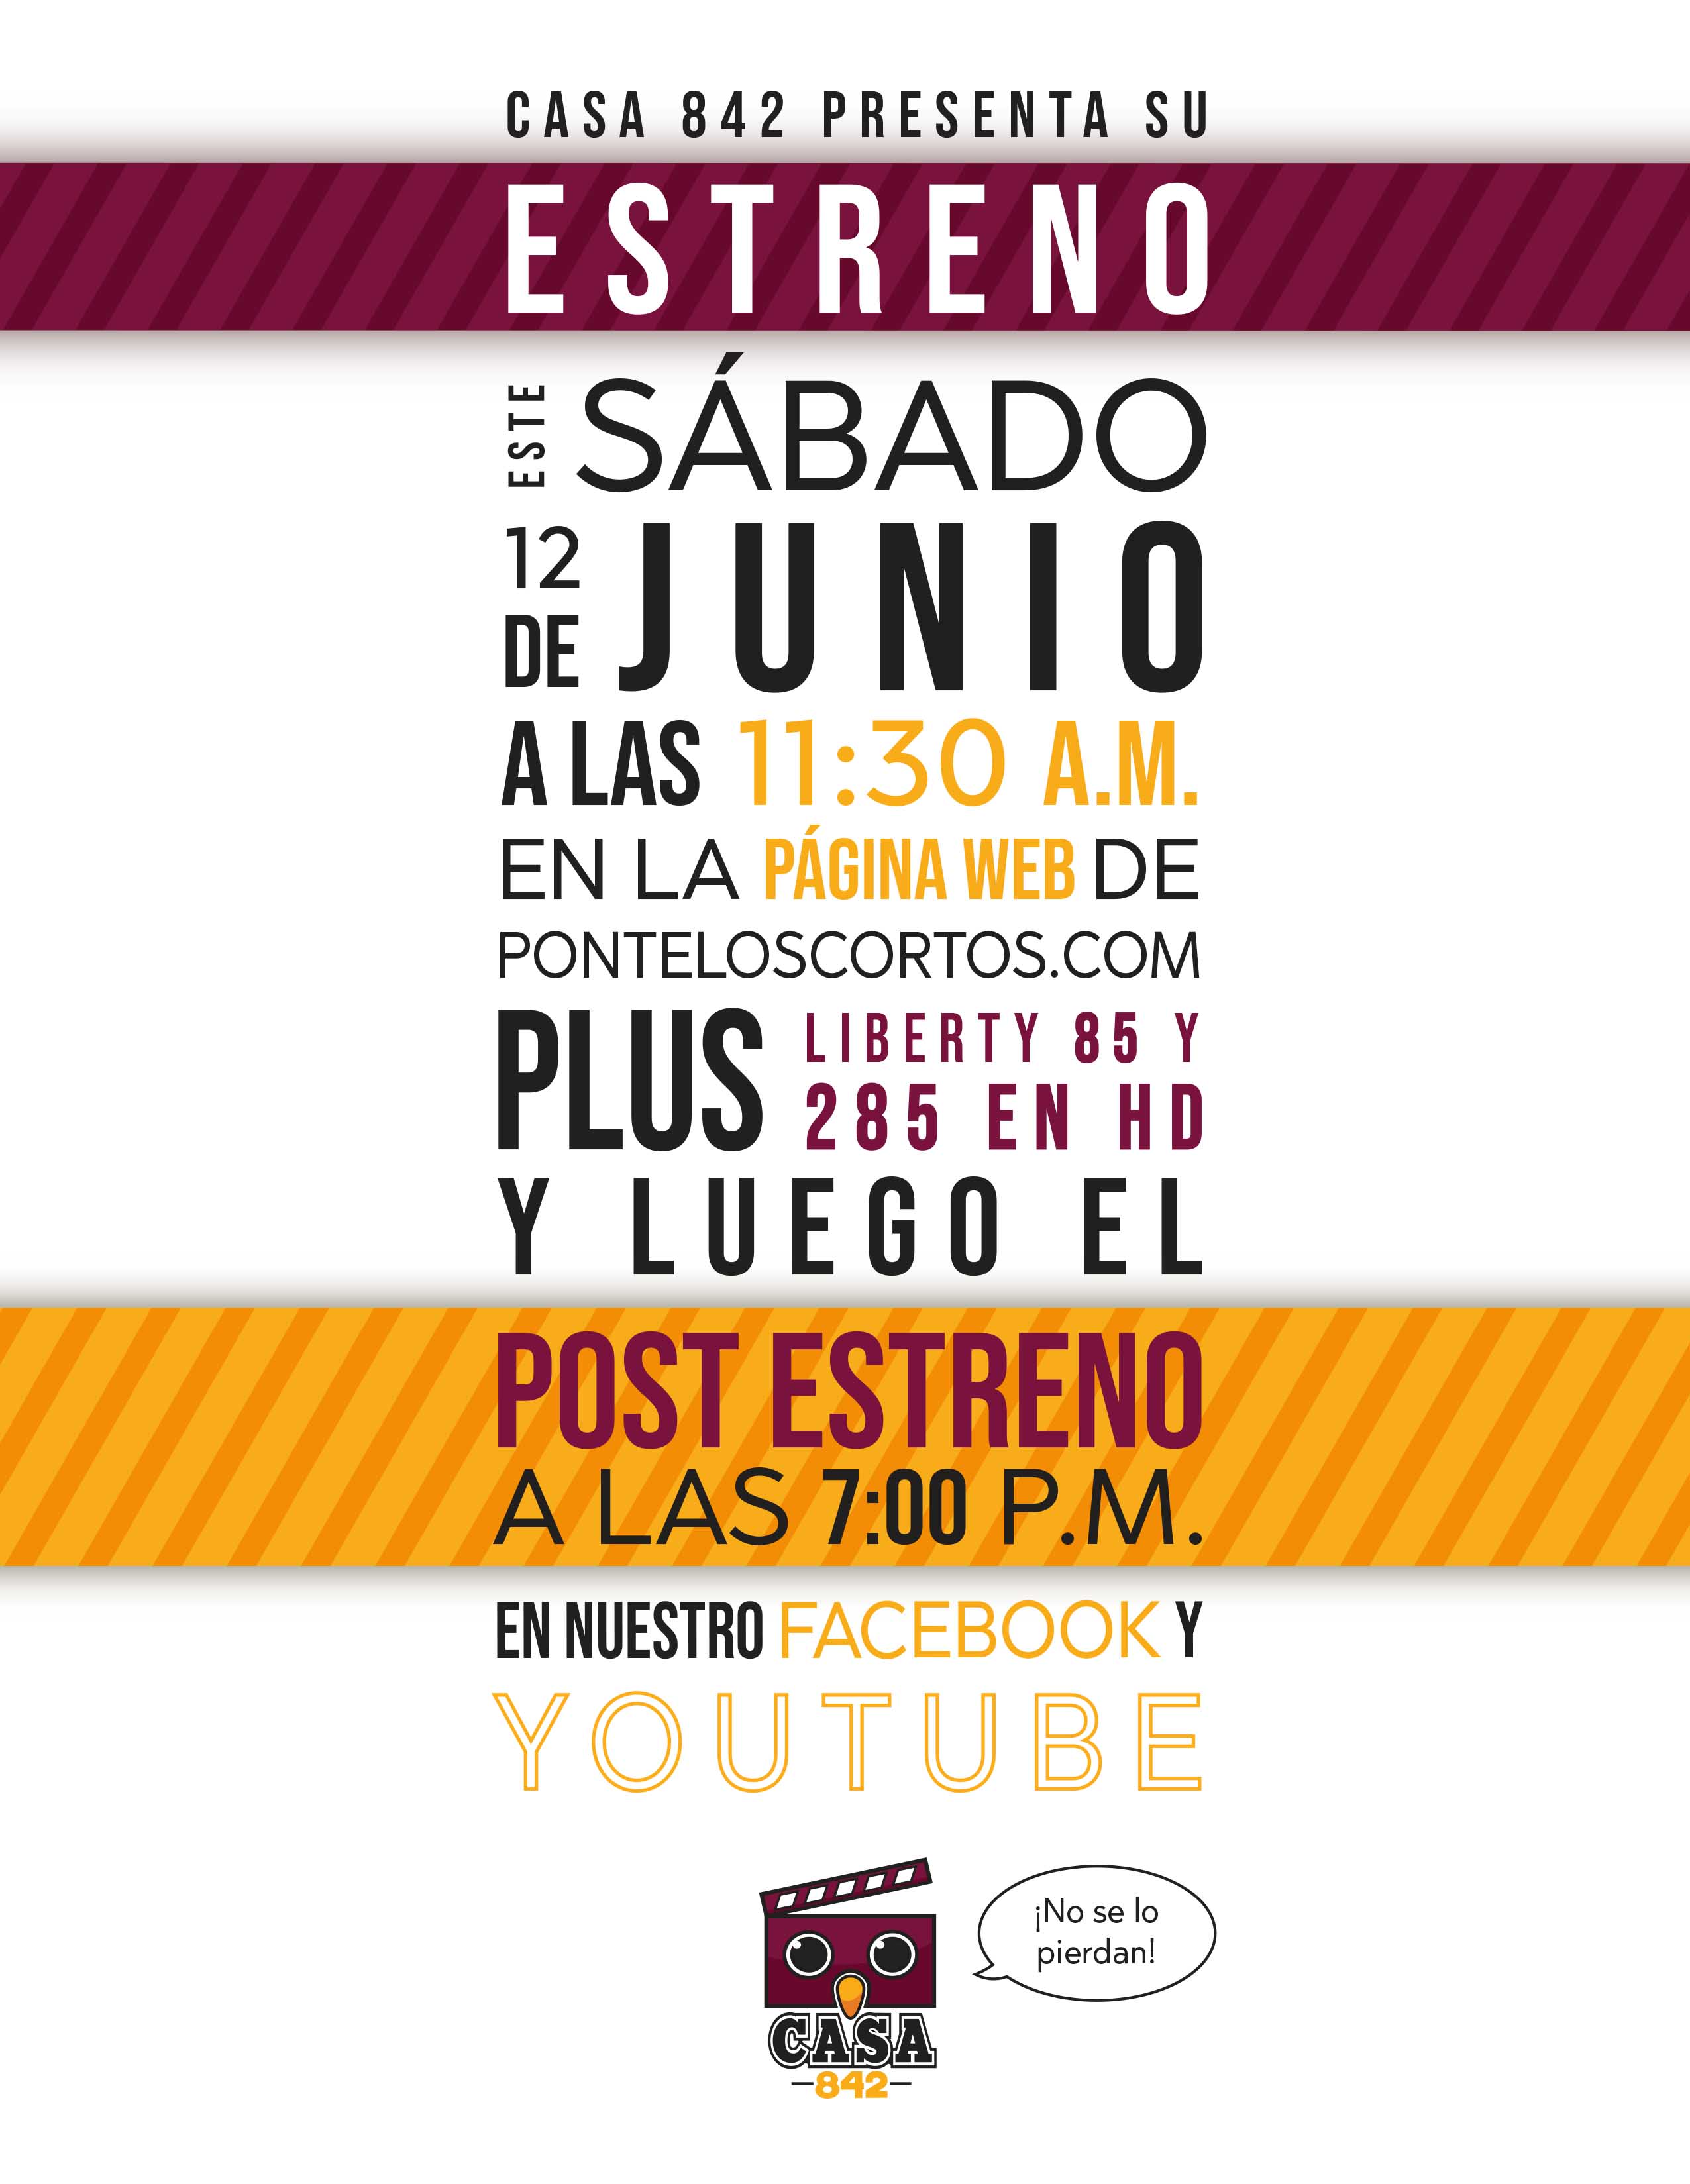 CASA 842 PRESENTA SU
ESTRENO
ESTE SÁBADO
12 DE JUNIO
A LAS 11:30 A.M.
EN LA PÁGINA WEB DE
PONTELOSCORTOS.COM
PLUS LIBERTY 85 Y
285 EN HD
Y LUEGO EL
POST ESTRENO
A LAS 7:00 P.M.
EN NUESTRO FACEBOOK Y
YOUTUBE
¡No se lo
pierdan!
CASA
842